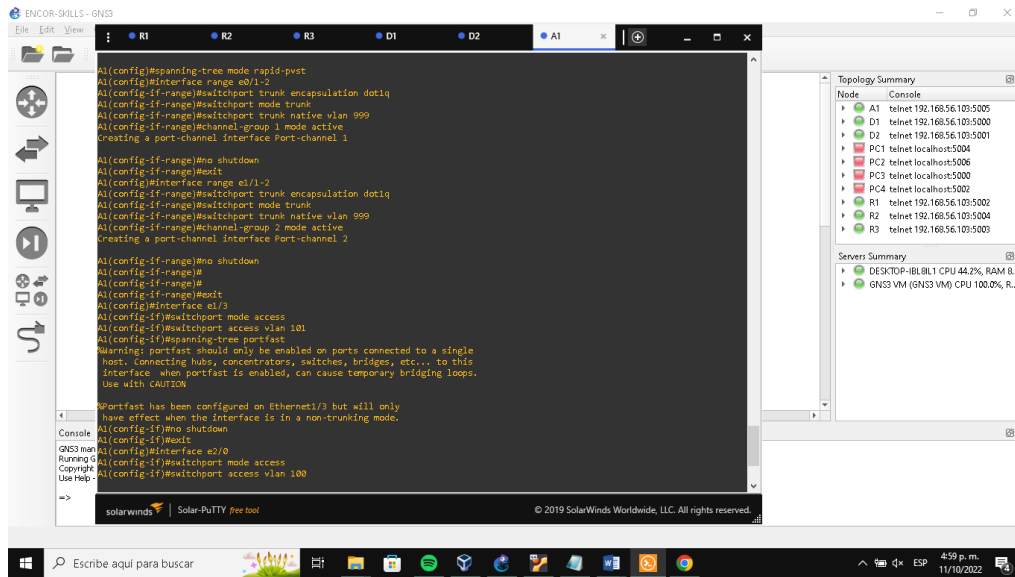 ENCOR-SKILLS - GNS3
File Edit View
R1 R2 R3 D1 D2 A1
A1(config)#spanning-tree mode rapid-pvst
A1(config)#interface range e0/1-2
A1(config-if-range)#switchport trunk encapsulation dot1q
A1(config-if-range)#switchport mode trunk
A1(config-if-range)#switchport trunk native vlan 999
A1(config-if-range)#channel-group 1 mode active
Creating a port-channel interface Port-channel 1
A1(config-if-range)#no shutdown
A1(config-if-range)#exit
A1(config)#interface range e1/1-2
A1(config-if-range)#switchport trunk encapsulation dot1q
A1(config-if-range)#switchport mode trunk
A1(config-if-range)#switchport trunk native vlan 999
A1(config-if-range)#channel-group 2 mode active
Creating a port-channel interface Port-channel 2
A1(config-if-range)#no shutdown
A1(config-if-range)#
A1(config-if-range)#
A1(config-if-range)#exit
A1(config)#interface e1/3
A1(config-if)#switchport mode access
A1(config-if)#switchport access vlan 101
A1(config-if)#spanning-tree portfast
%Warning: portfast should only be enabled on ports connected to a single
host. Connecting hubs, concentrators, switches, bridges, etc... to this
interface when portfast is enabled, can cause temporary bridging loops.
Use with CAUTION
%Portfast has been configured on Ethernet1/3 but will only
have effect when the interface is in a non-trunking mode.
A1(config-if)#no shutdown
A1(config-if)#exit
A1(config)#interface e2/0
A1(config-if)#switchport mode access
A1(config-if)#switchport access vlan 100
solarwinds | Solar-PuTTY free tool
© 2019 SolarWinds Worldwide, LLC. All rights reserved.
Topology Summary
Node Console
A1 telnet 192.168.56.103:5005
D1 telnet 192.168.56.103:5000
D2 telnet 192.168.56.103:5001
PC1 telnet localhost:5004
PC2 telnet localhost:5006
PC3 telnet localhost:5000
PC4 telnet localhost:5002
R1 telnet 192.168.56.103:5002
R2 telnet 192.168.56.103:5004
R3 telnet 192.168.56.103:5003
Servers Summary
DESKTOP-IBL8IL1 CPU 44.2%, RAM 8.
GNS3 VM (GNS3 VM) CPU 100.0%, R..
Console
GNS3 man
Running G
Copyright
Use Help -
=>
Escribe aquí para buscar
ESP
4:59 p. m.
11/10/2022
4